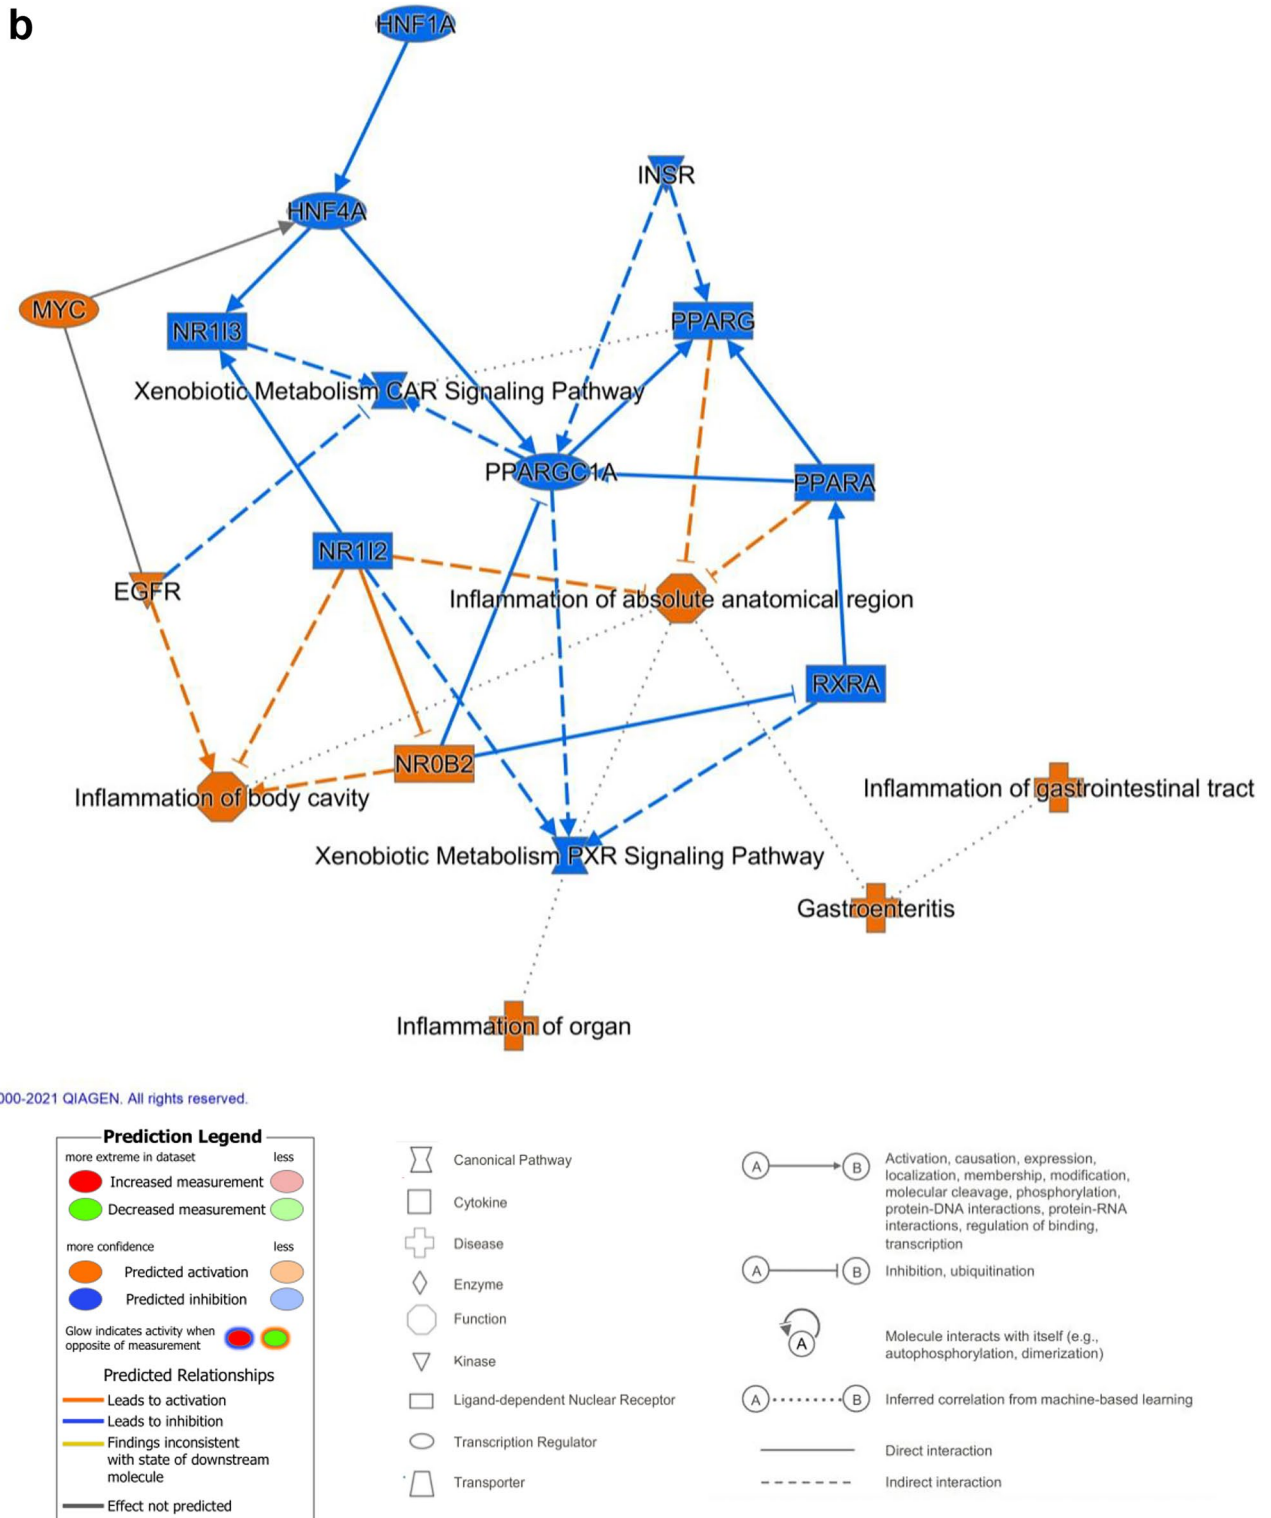 b
HNF1A
INSR
HNF4A
MYC
PPARG
NR1I3
Xenobiotic Metabolism CAR Signaling Pathway
PPARGC1A
PPARA
NR1I2
EGFR
Inflammation of absolute anatomical region
RXRA
NR0B2
Inflammation of gastrointestinal tract
Inflammation of body cavity
Xenobiotic Metabolism PXR Signaling Pathway
Gastroenteritis
Inflammation of organ
000-2021 QIAGEN. All rights reserved.
Prediction Legend
more extreme in dataset less
Increased measurement
Decreased measurement
more confidence less
Predicted activation
Predicted inhibition
Glow indicates activity when
opposite of measurement
Predicted Relationships
Leads to activation
Leads to inhibition
Findings inconsistent
with state of downstream
molecule
Effect not predicted
Canonical Pathway
Cytokine
Disease
Enzyme
Function
Kinase
Ligand-dependent Nuclear Receptor
Transcription Regulator
Transporter
A B Activation, causation, expression,
localization, membership, modification,
molecular cleavage, phosphorylation,
protein-DNA interactions, protein-RNA
interactions, regulation of binding,
transcription
A B Inhibition, ubiquitination
A Molecule interacts with itself (e.g.,
autophosphorylation, dimerization)
A B Inferred correlation from machine-based learning
Direct interaction
Indirect interaction